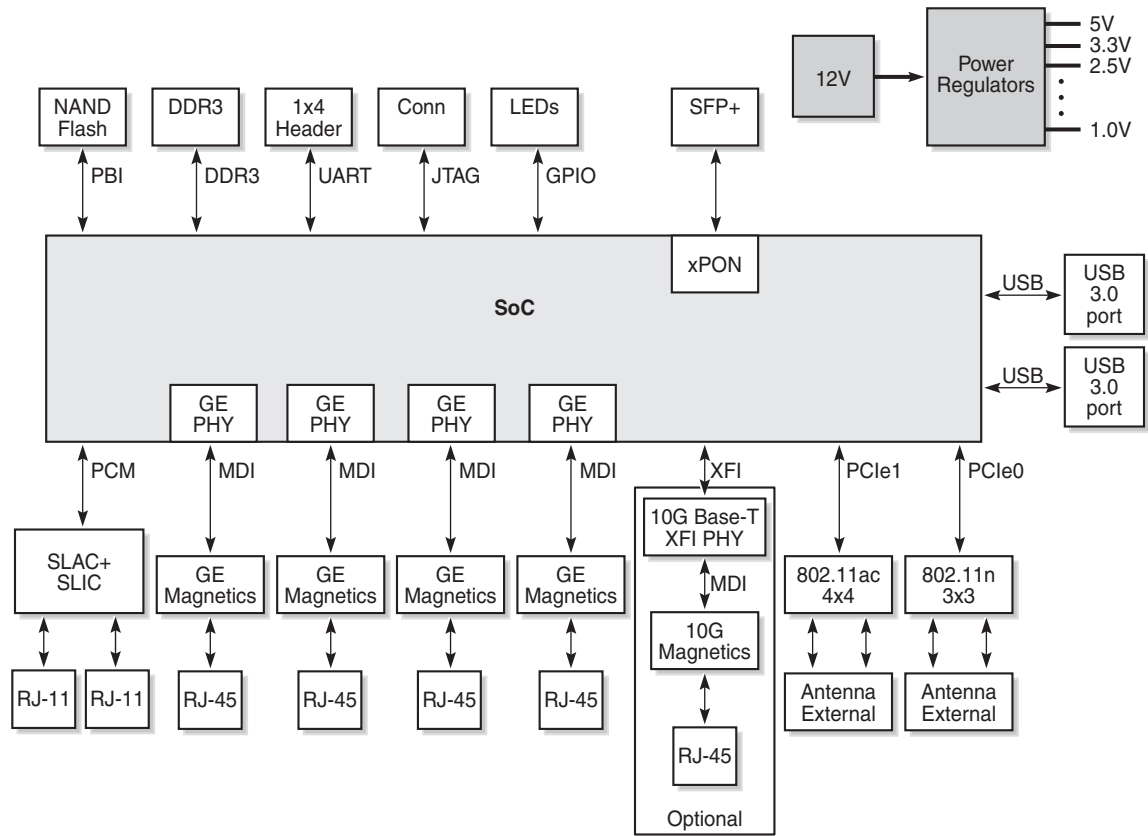 12V
Power
Regulators
5V
3.3V
2.5V
1.0V
NAND
Flash
DDR3
1x4
Header
Conn
LEDs
SFP+
PBI
DDR3
UART
JTAG
GPIO
xPON
SoC
USB
USB
3.0
port
USB
USB
3.0
port
GE
PHY
GE
PHY
GE
PHY
GE
PHY
PCM
MDI
MDI
MDI
MDI
XFI
PCIe1
PCIe0
SLAC+
SLIC
GE
Magnetics
GE
Magnetics
GE
Magnetics
GE
Magnetics
10G Base-T
XFI PHY
MDI
10G
Magnetics
802.11ac
4x4
802.11n
3x3
RJ-11
RJ-11
RJ-45
RJ-45
RJ-45
RJ-45
RJ-45
Optional
Antenna
External
Antenna
External